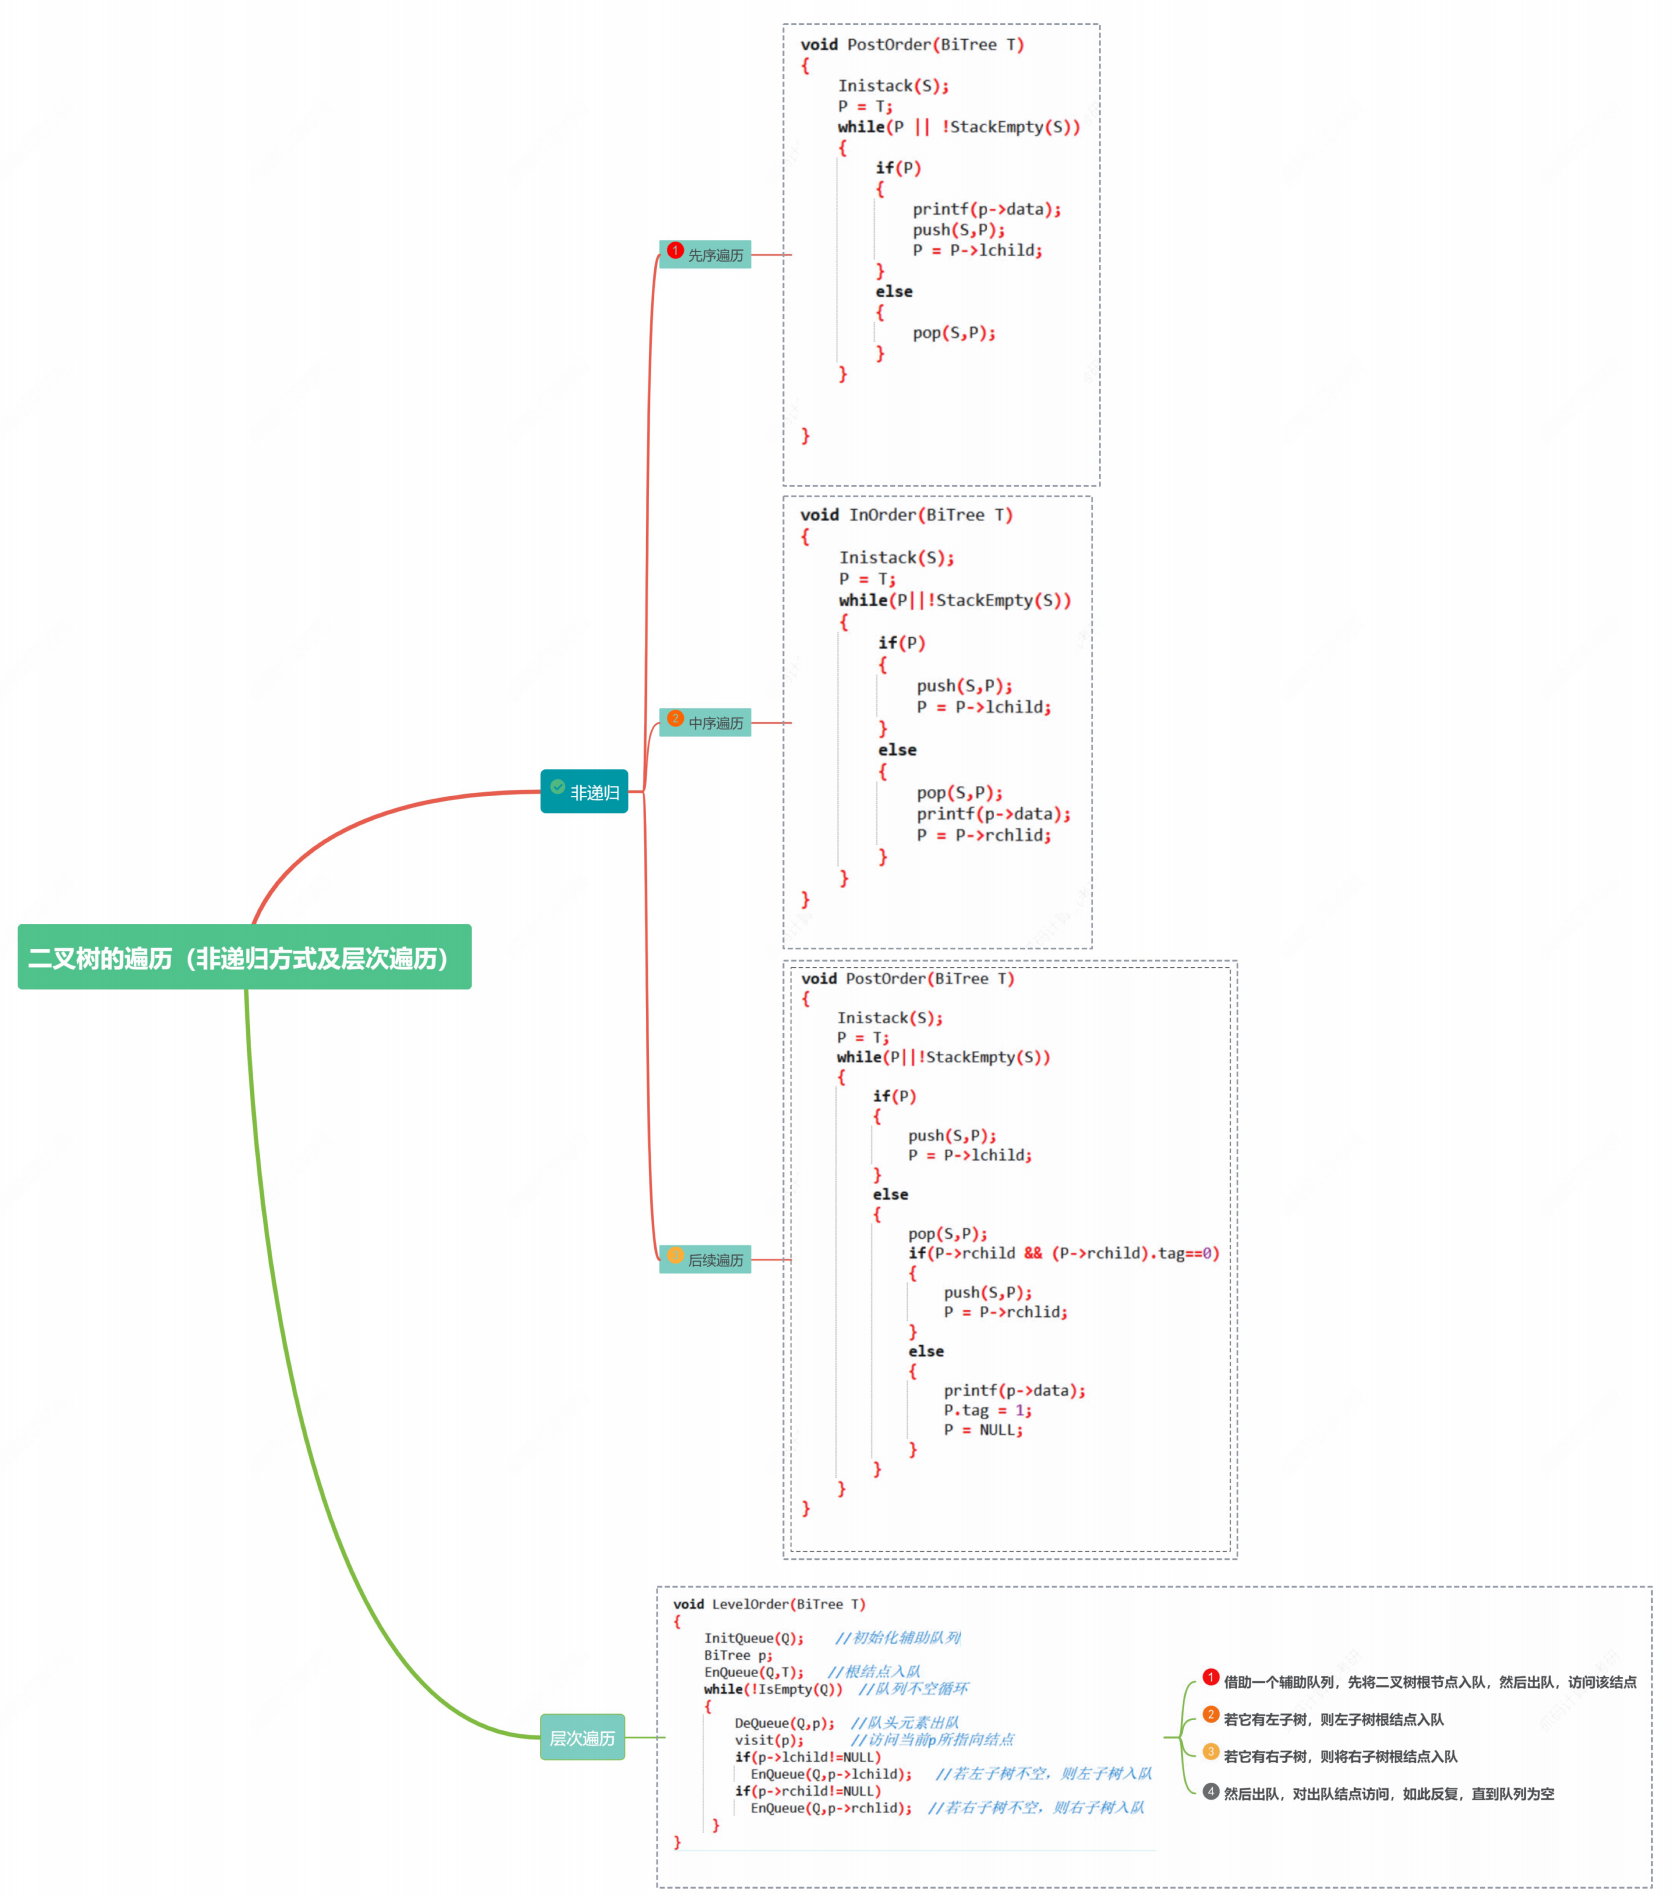 二叉树的遍历（非递归方式及层次遍历）
非递归
1 先序遍历
void PostOrder(BiTree T)
{
Inistack(S);
P = T;
while(P || !StackEmpty(S))
{
if(P)
{
printf(p->data);
push(S,P);
P = P->lchild;
}
else
{
pop(S,P);
}
}
}
2 中序遍历
void InOrder(BiTree T)
{
Inistack(S);
P = T;
while(P||!StackEmpty(S))
{
if(P)
{
push(S,P);
P = P->lchild;
}
else
{
pop(S,P);
printf(p->data);
P = P->rchlid;
}
}
}
3 后续遍历
void PostOrder(BiTree T)
{
Inistack(S);
P = T;
while(P||!StackEmpty(S))
{
if(P)
{
push(S,P);
P = P->lchild;
}
else
{
pop(S,P);
if(P->rchild && (P->rchild).tag==0)
{
push(S,P);
P = P->rchlid;
}
else
{
printf(p->data);
P.tag = 1;
P = NULL;
}
}
}
}
层次遍历
void LevelOrder(BiTree T)
{
InitQueue(Q); //初始化辅助队列
BiTree p;
EnQueue(Q,T); //根结点入队
while(!IsEmpty(Q)) //队列不空循环
{
DeQueue(Q,p); //队头元素出队
visit(p); //访问当前p所指向结点
if(p->lchild!=NULL)
EnQueue(Q,p->lchild); //若左子树不空，则左子树入队
if(p->rchild!=NULL)
EnQueue(Q,p->rchlid); //若右子树不空，则右子树入队
}
}
1 借助一个辅助队列，先将二叉树根节点入队，然后出队，访问该结点
2 若它有左子树，则左子树根结点入队
3 若它有右子树，则将右子树根结点入队
4 然后出队，对出队结点访问，如此反复，直到队列为空